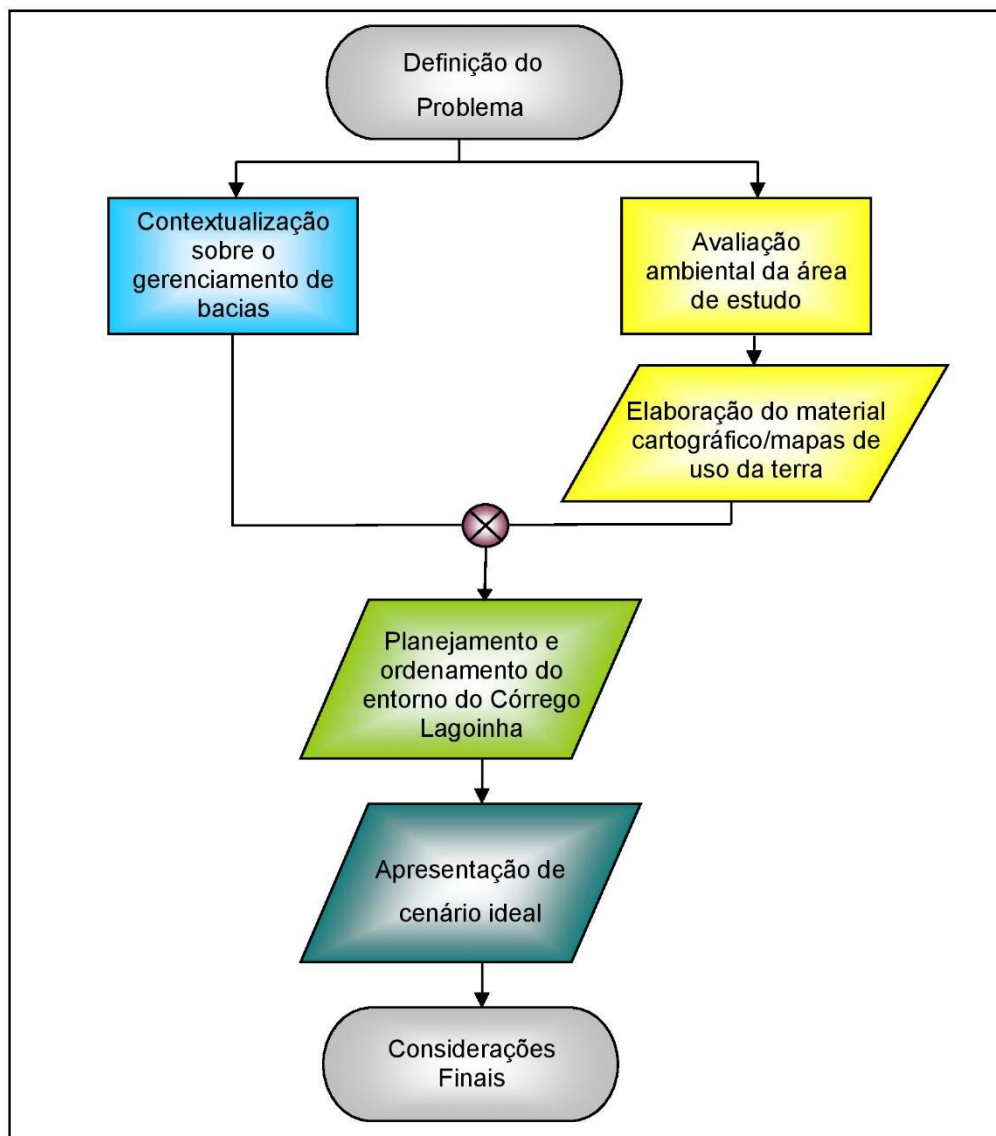 Definição do
Problema
Contextualização
sobre o
gerenciamento de
bacias
Avaliação
ambiental da área
de estudo
Elaboração do material
cartográfico/mapas de
uso da terra
Planejamento e
ordenamento do
entorno do Córrego
Lagoinha
Apresentação de
cenário ideal
Considerações
Finais